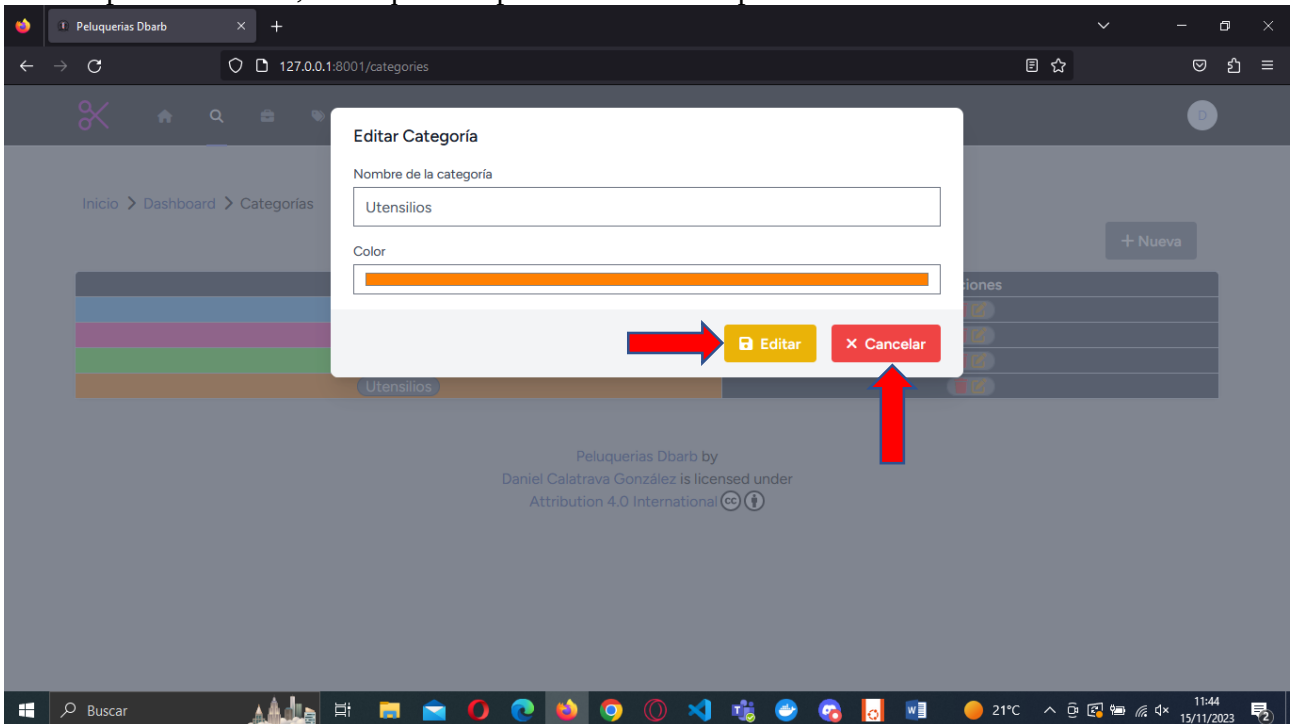 Peluquerias Dbarb
127.0.0.1:8001/categories
D
Editar Categoría
Nombre de la categoría
Utensilios
Color
Editar
Cancelar
Inicio > Dashboard > Categorías
+ Nueva
iones
Utensilios
Peluquerias Dbarb by
Daniel Calatrava González is licensed under
Attribution 4.0 International
Buscar
21°C
11:44
15/11/2023
2